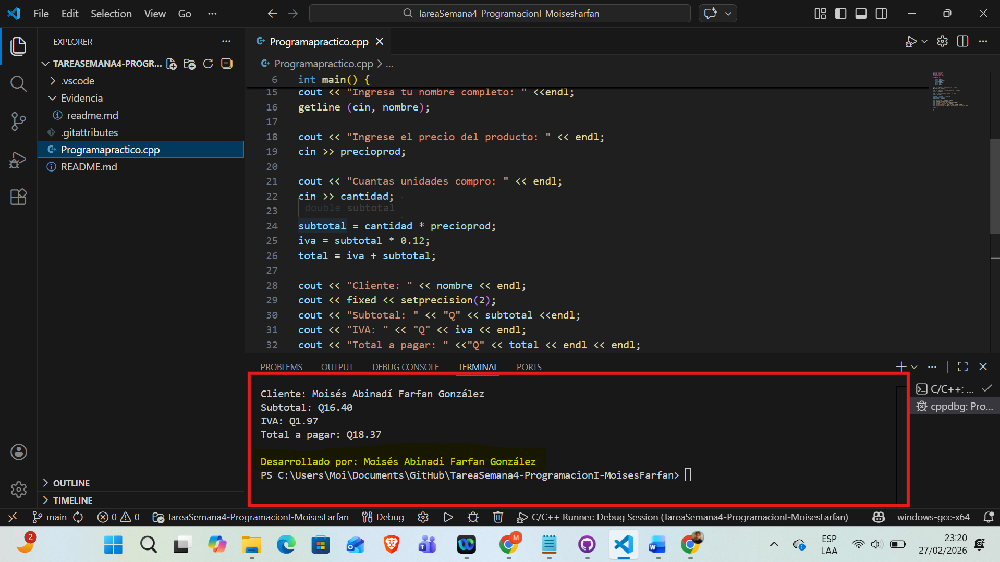 File Edit Selection View Go ···
TareaSemana4-ProgramacionI-MoisesFarfan
EXPLORER ···
TAREASEMANA4-PROGR...
.vscode
Evidencia
readme.md
.gitattributes
Programapractico.cpp
README.md
OUTLINE
TIMELINE
Programapractico.cpp
Programapractico.cpp > ...
6 int main() {
15 cout << "Ingresa tu nombre completo: " <<endl;
16 getline (cin, nombre);
17
18 cout << "Ingrese el precio del producto: " << endl;
19 cin >> precioprod;
20
21 cout << "Cuantas unidades compro: " << endl;
22 cin >> cantidad;
double subtotal
23
24 subtotal = cantidad * precioprod;
25 iva = subtotal * 0.12;
26 total = iva + subtotal;
27
28 cout << "Cliente: " << nombre << endl;
29 cout << fixed << setprecision(2);
30 cout << "Subtotal: " << "Q" << subtotal <<endl;
31 cout << "IVA: " << "Q" << iva << endl;
32 cout << "Total a pagar: " <<"Q" << total << endl << endl;
PROBLEMS OUTPUT DEBUG CONSOLE TERMINAL PORTS
Cliente: Moisés Abinadí Farfan González
Subtotal: Q16.40
IVA: Q1.97
Total a pagar: Q18.37
Desarrollado por: Moisés Abinadi Farfan González
PS C:\Users\Moi\Documents\GitHub\TareaSemana4-ProgramacionI-MoisesFarfan>
C/C++: ...
cppdbg: Pro...
main 0 0 TareaSemana4-ProgramacionI-MoisesFarfan Debug C/C++ Runner: Debug Session (TareaSemana4-ProgramacionI-MoisesFarfan) windows-gcc-x64
2
M
ESP
LAA
23:20
27/02/2026